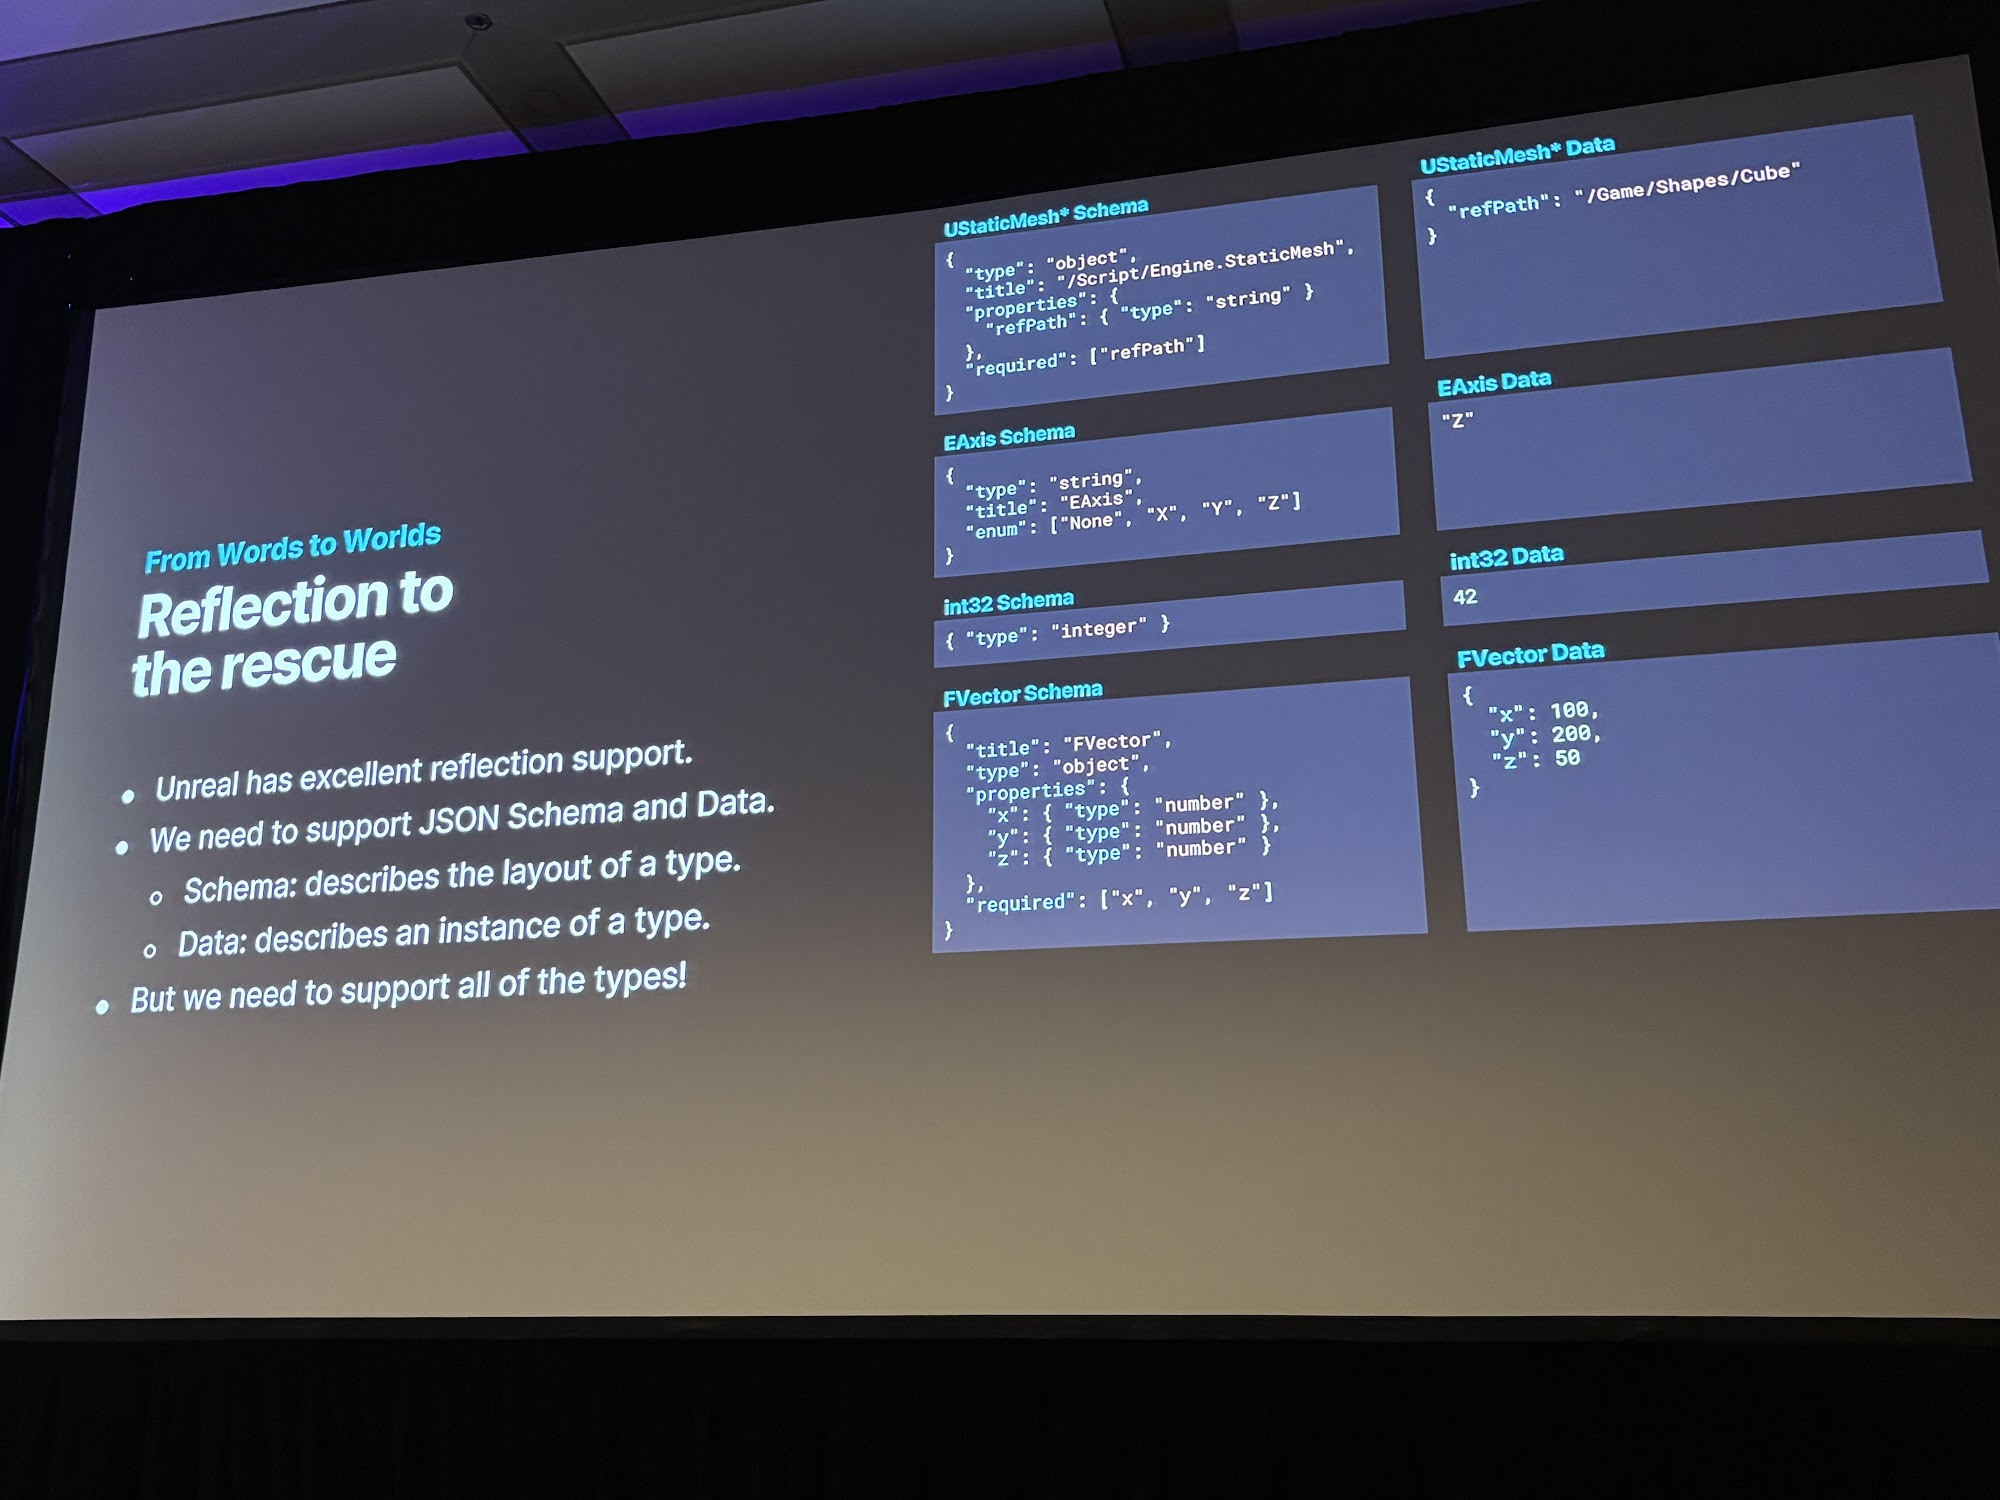 From Words to Worlds
Reflection to
the rescue
● Unreal has excellent reflection support.
● We need to support JSON Schema and Data.
○ Schema: describes the layout of a type.
○ Data: describes an instance of a type.
● But we need to support all of the types!
UStaticMesh* Schema
{
"type": "object",
"title": "/Script/Engine.StaticMesh",
"properties": {
"refPath": { "type": "string" }
},
"required": ["refPath"]
}
UStaticMesh* Data
{
"refPath": "/Game/Shapes/Cube"
}
EAxis Schema
{
"type": "string",
"title": "EAxis",
"enum": ["None", "X", "Y", "Z"]
}
EAxis Data
"Z"
int32 Schema
{ "type": "integer" }
int32 Data
42
FVector Schema
{
"title": "FVector",
"type": "object",
"properties": {
"x": { "type": "number" },
"y": { "type": "number" },
"z": { "type": "number" }
},
"required": ["x", "y", "z"]
}
FVector Data
{
"x": 100,
"y": 200,
"z": 50
}